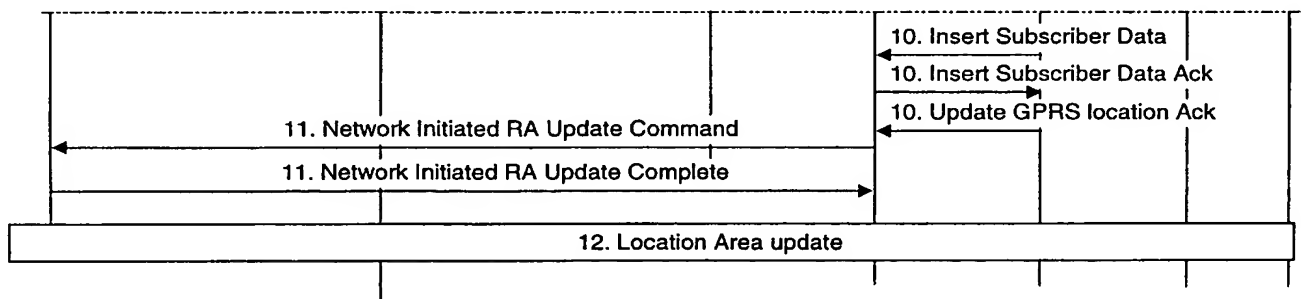 10. Insert Subscriber Data
10. Insert Subscriber Data Ack
10. Update GPRS location Ack
11. Network Initiated RA Update Command
11. Network Initiated RA Update Complete
12. Location Area update